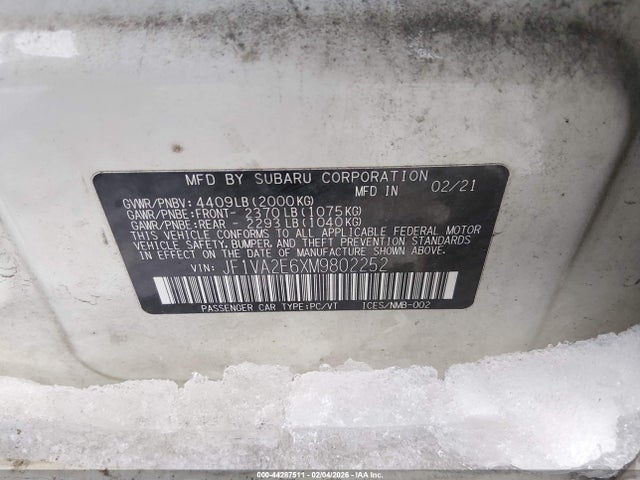 MFD BY SUBARU CORPORATION
MFD IN 02/21
GVWR/PNBV: 4409LB(2000KG)
GAWR/PNBE:FRONT- 2370LB(1075KG)
GAWR/PNBE:REAR - 2293LB(1040KG)
THIS VEHICLE CONFORMS TO ALL APPLICABLE FEDERAL MOTOR
VEHICLE SAFETY, BUMPER, AND THEFT PREVENTION STANDARDS
IN EFFECT ON THE DATE OF MANUFACTURE SHOWN ABOVE.
VIN: JF1VA2E6XM9802252
PASSENGER CAR TYPE:PC/VT ICES/NMB-002
000-44287511 - 02/04/2026 - COPYRIGHT IAA, LLC.